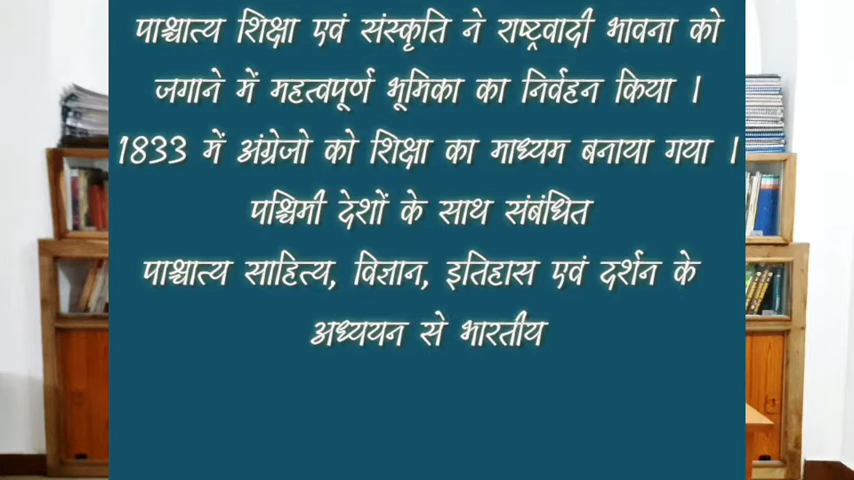 पाश्चात्य शिक्षा एवं संस्कृति ने राष्ट्रवादी भावना को
जगाने में महत्वपूर्ण भूमिका का निर्वहन किया ।
1833 में अंग्रेजो को शिक्षा का माध्यम बनाया गया ।
पश्चिमी देशों के साथ संबंधित
पाश्चात्य साहित्य, विज्ञान, इतिहास एवं दर्शन के
अध्ययन से भारतीय